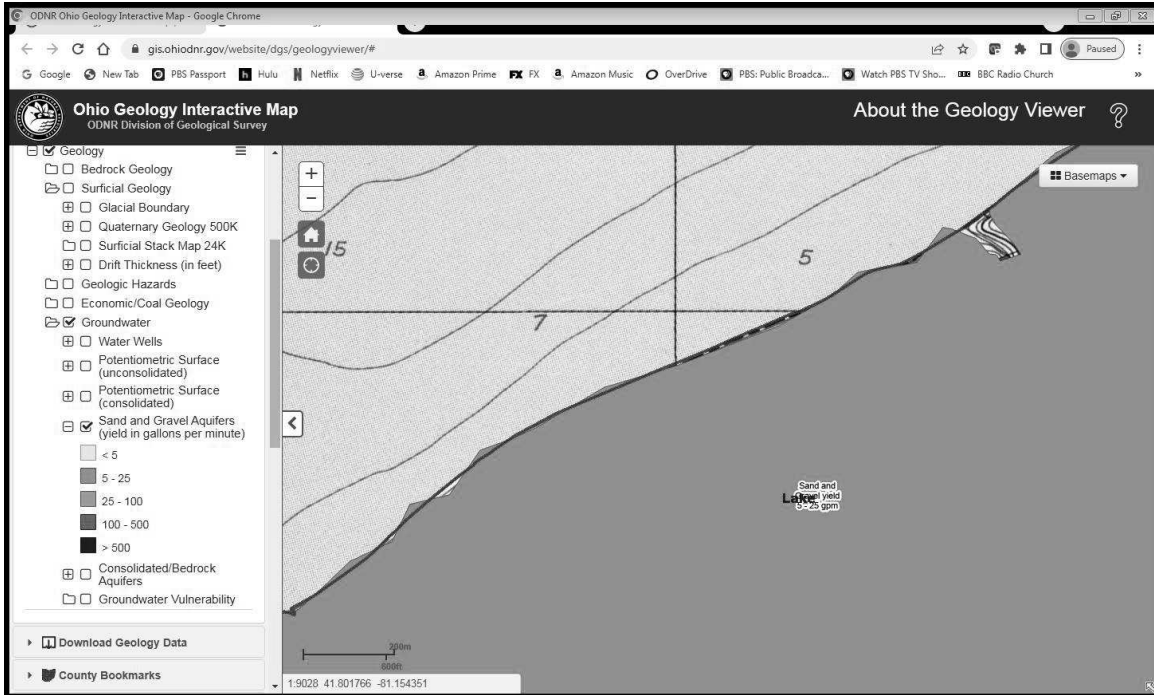 ODNR Ohio Geology Interactive Map - Google Chrome
gis.ohiodnr.gov/website/dgs/geologyviewer/#
Paused
Google
New Tab
PBS Passport
Hulu
Netflix
U-verse
Amazon Prime
FX
Amazon Music
OverDrive
PBS: Public Broadca...
Watch PBS TV Sho...
BBC Radio Church
»
Ohio Geology Interactive Map
ODNR Division of Geological Survey
About the Geology Viewer
Geology
Bedrock Geology
Surficial Geology
Glacial Boundary
Quaternary Geology 500K
Surficial Stack Map 24K
Drift Thickness (in feet)
Geologic Hazards
Economic/Coal Geology
Groundwater
Water Wells
Potentiometric Surface
(unconsolidated)
Potentiometric Surface
(consolidated)
Sand and Gravel Aquifers
(yield in gallons per minute)
< 5
5 - 25
25 - 100
100 - 500
> 500
Consolidated/Bedrock
Aquifers
Groundwater Vulnerability
Download Geology Data
County Bookmarks
+
−
Basemaps
15
5
7
Sand and
Lake
Gravel yield
5 - 25 gpm
200m
600ft
1:9028 41.801766 -81.154351